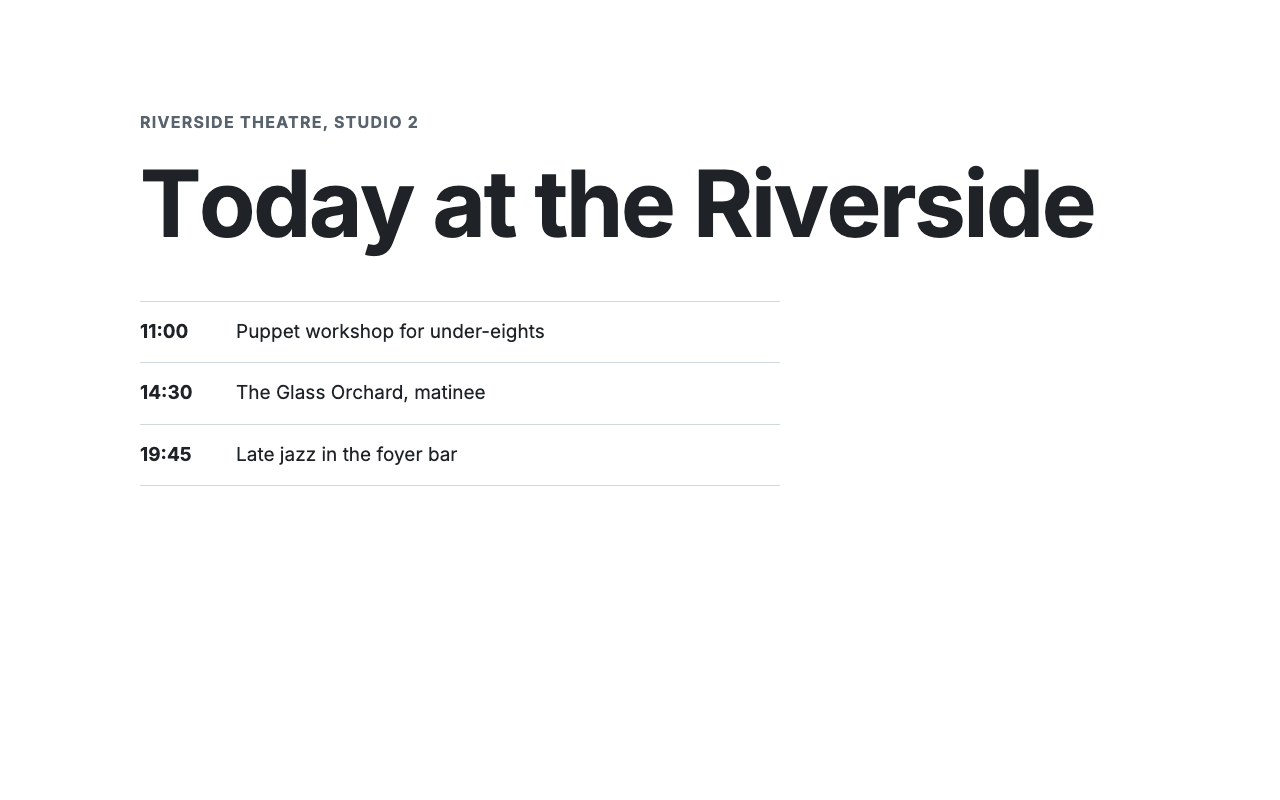 RIVERSIDE THEATRE, STUDIO 2
Today at the Riverside
11:00 Puppet workshop for under-eights
14:30 The Glass Orchard, matinee
19:45 Late jazz in the foyer bar